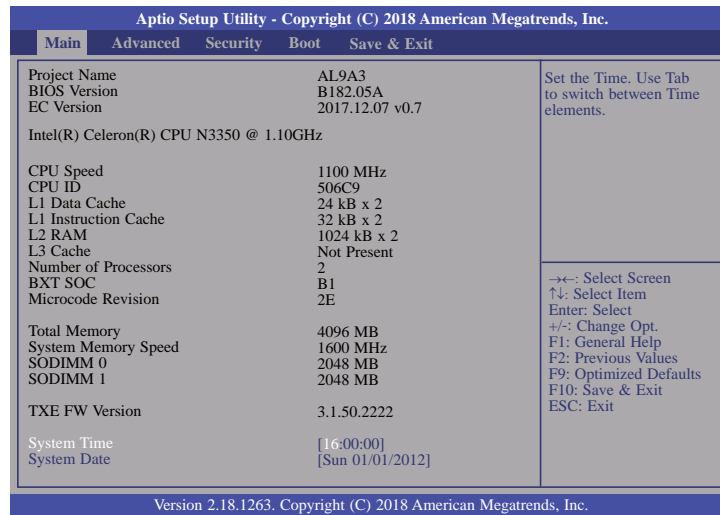 Aptio Setup Utility - Copyright (C) 2018 American Megatrends, Inc.
Main Advanced Security Boot Save & Exit
Project Name AL9A3
BIOS Version B182.05A
EC Version 2017.12.07 v0.7
Intel(R) Celeron(R) CPU N3350 @ 1.10GHz
CPU Speed 1100 MHz
CPU ID 506C9
L1 Data Cache 24 kB x 2
L1 Instruction Cache 32 kB x 2
L2 RAM 1024 kB x 2
L3 Cache Not Present
Number of Processors 2
BXT SOC B1
Microcode Revision 2E
Total Memory 4096 MB
System Memory Speed 1600 MHz
SODIMM 0 2048 MB
SODIMM 1 2048 MB
TXE FW Version 3.1.50.2222
System Time [16:00:00]
System Date [Sun 01/01/2012]
Set the Time. Use Tab
to switch between Time
elements.
→←: Select Screen
↑↓: Select Item
Enter: Select
+/-: Change Opt.
F1: General Help
F2: Previous Values
F9: Optimized Defaults
F10: Save & Exit
ESC: Exit
Version 2.18.1263. Copyright (C) 2018 American Megatrends, Inc.